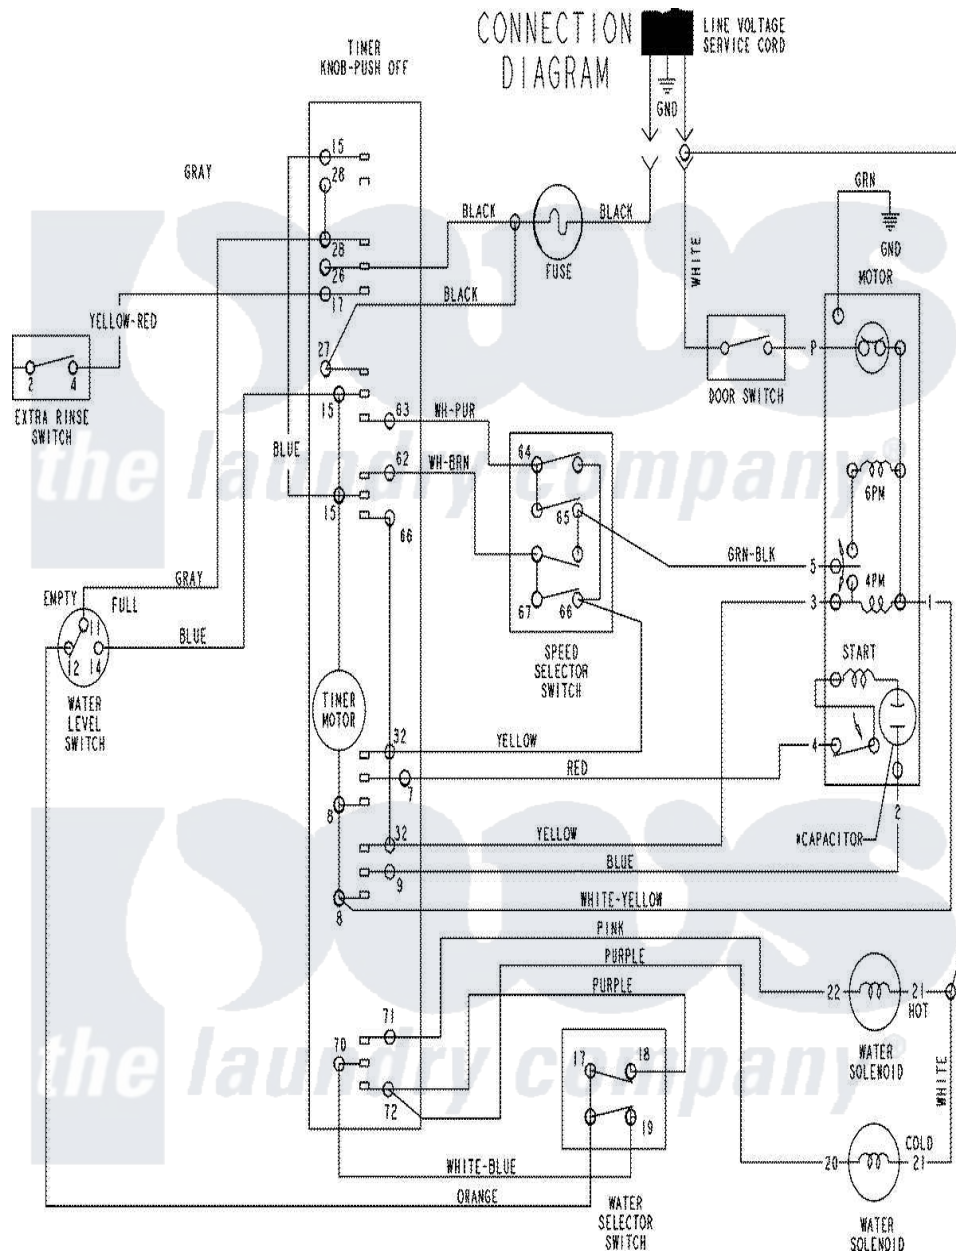 CONNECTION
DIAGRAM
LINE VOLTAGE
SERVICE CORD
GND
TIMER
KNOB-PUSH OFF
15
28
GRAY
28
26
17
BLACK
BLACK
FUSE
WHITE
GRN
GND
MOTOR
YELLOW-RED
BLACK
2
4
EXTRA RINSE
SWITCH
27
15
63
WH-PUR
DOOR SWITCH
P
BLUE
62
WH-BRN
64
6PM
15
66
65
GRN-BLK
5
4PM
GRAY
EMPTY
FULL
11
12
14
BLUE
67
66
3
1
WATER
LEVEL
SWITCH
SPEED
SELECTOR
SWITCH
START
TIMER
MOTOR
32
YELLOW
7
RED
4
2
8
32
YELLOW
*CAPACITOR
9
BLUE
8
WHITE-YELLOW
PINK
PURPLE
PURPLE
22
21
HOT
WATER
SOLENOID
71
70
72
17
18
19
WHITE
WHITE-BLUE
ORANGE
WATER
SELECTOR
SWITCH
20
COLD
21
WATER
SOLENOID
pws
the laundry company®
pws
the laundry company®